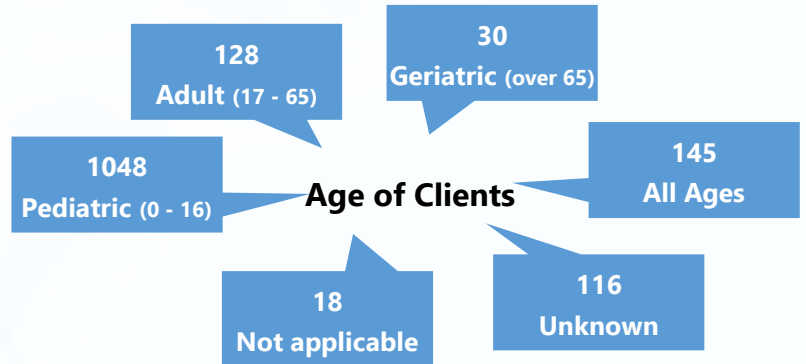 30
Geriatric (over 65)
128
Adult (17 - 65)
145
All Ages
1048
Pediatric (0 - 16)
Age of Clients
116
Unknown
18
Not applicable